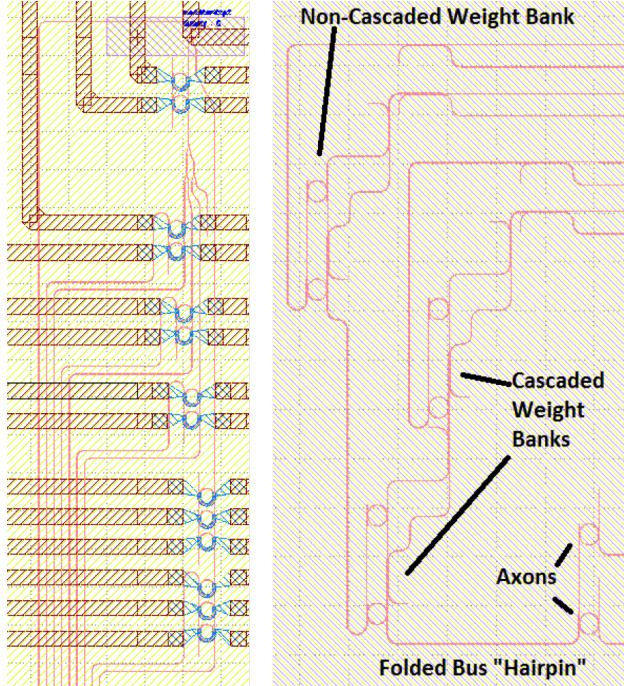 Non-Cascaded Weight Bank
Cascaded
Weight
Banks
Axons
Folded Bus "Hairpin"